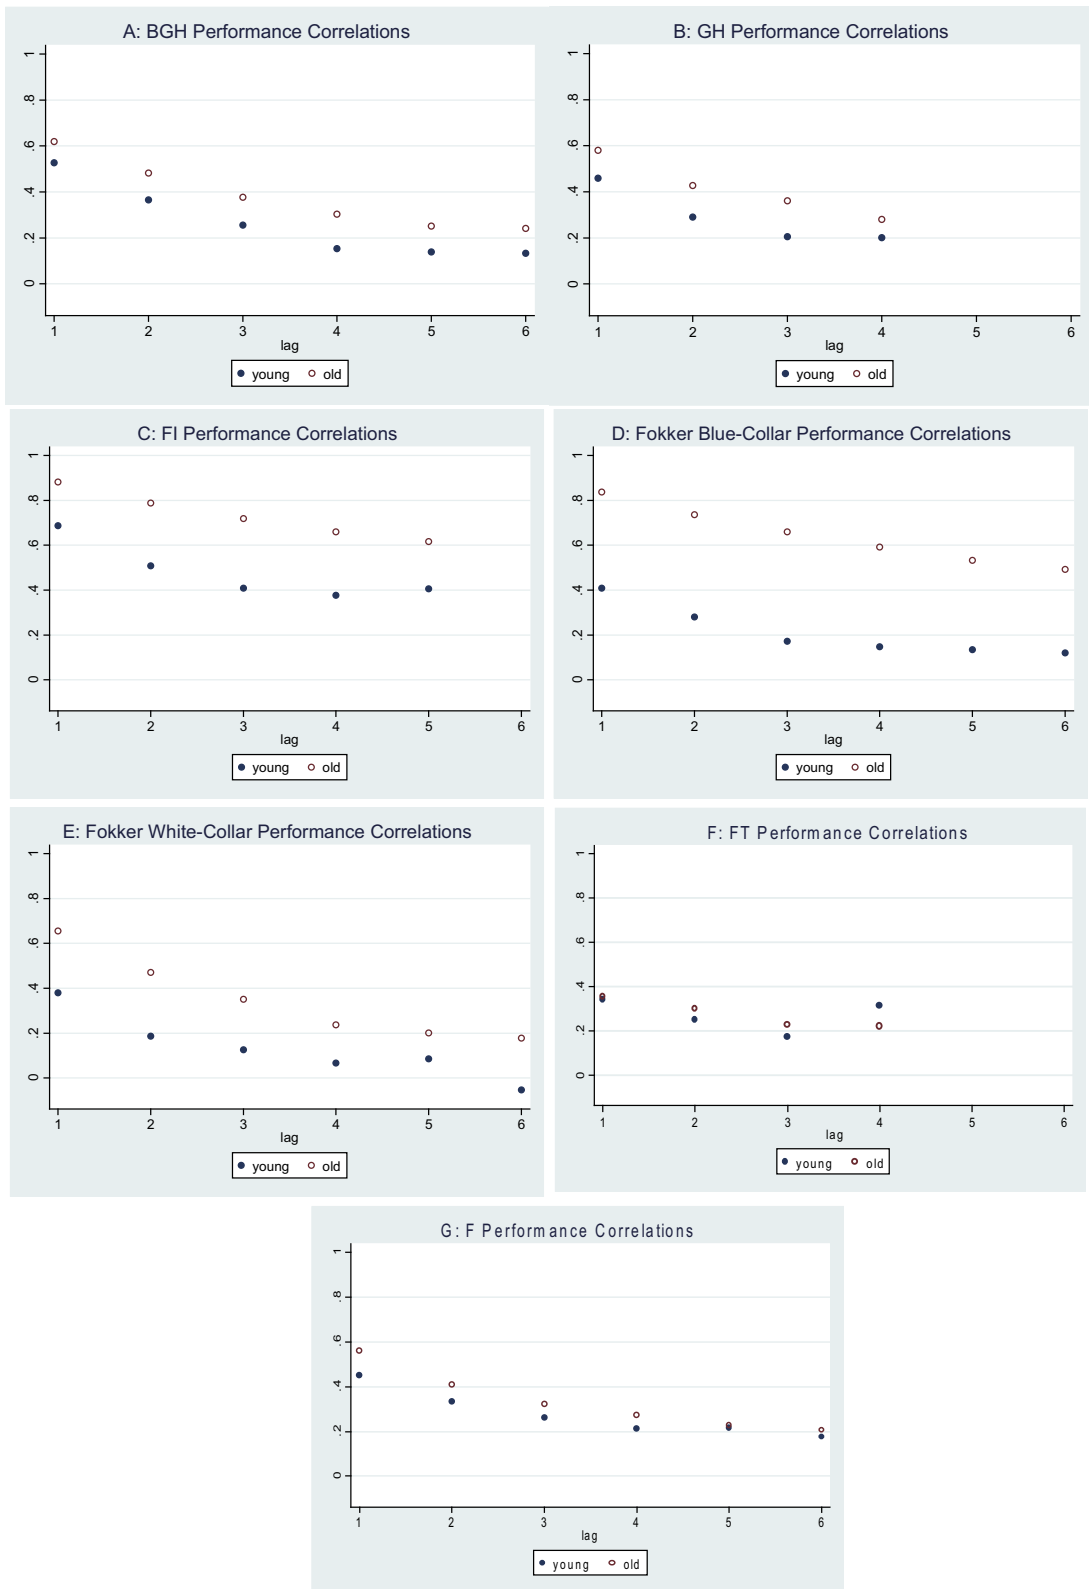 A: BGH Performance Correlations
1
.8
.6
.4
.2
0
1 2 3 4 5 6
lag
young old
B: GH Performance Correlations
1
.8
.6
.4
.2
0
1 2 3 4 5 6
lag
young old
C: FI Performance Correlations
1
.8
.6
.4
.2
0
1 2 3 4 5 6
lag
young old
D: Fokker Blue-Collar Performance Correlations
1
.8
.6
.4
.2
0
1 2 3 4 5 6
lag
young old
E: Fokker White-Collar Performance Correlations
1
.8
.6
.4
.2
0
1 2 3 4 5 6
lag
young old
F: FT Performance Correlations
1
.8
.6
.4
.2
0
1 2 3 4 5 6
lag
young old
G: F Performance Correlations
1
.8
.6
.4
.2
0
1 2 3 4 5 6
lag
young old